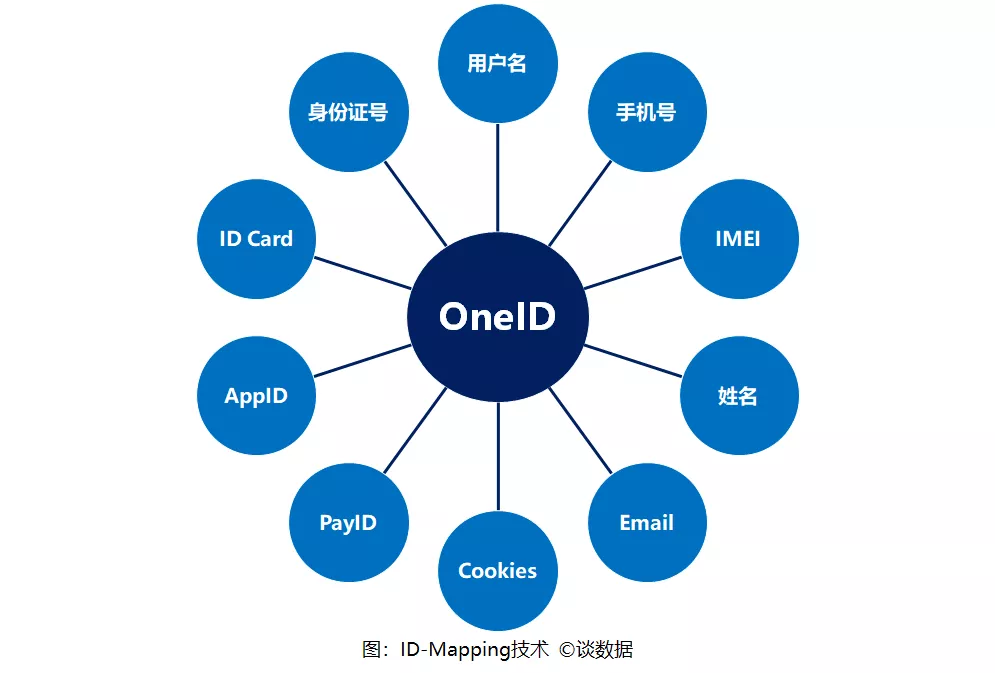 用户名
身份证号
手机号
ID Card
IMEI
OneID
AppID
姓名
PayID
Email
Cookies
图：ID-Mapping技术 ©谈数据